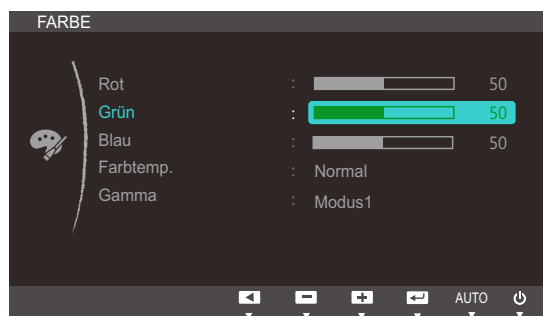 FARBE
Rot : 50
Grün : 50
Blau : 50
Farbtemp. : Normal
Gamma : Modus1
AUTO